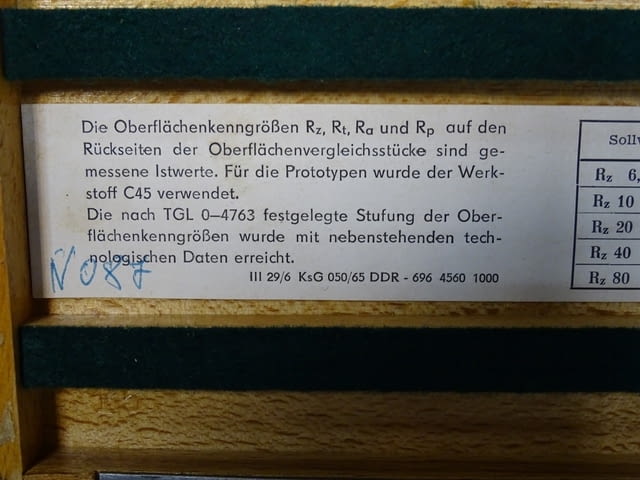 Die Oberflächenkenngrößen Rz, Rt, Ra und Rp auf den
Rückseiten der Oberflächenvergleichsstücke sind ge-
messene Istwerte. Für die Prototypen wurde der Werk-
stoff C45 verwendet.
Die nach TGL 0–4763 festgelegte Stufung der Ober-
flächenkenngrößen wurde mit nebenstehenden tech-
nologischen Daten erreicht.
III 29/6 KsG 050/65 DDR - 696 4560 1000
N 087
Sollw
Rz 6,
Rz 10
Rz 20
Rz 40
Rz 80